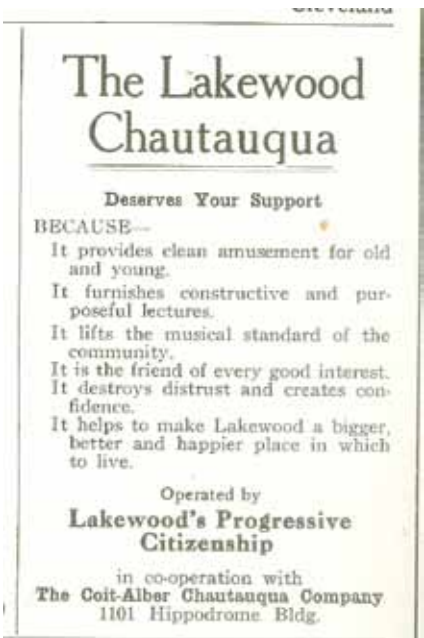 Cleveland
The Lakewood
Chautauqua
Deserves Your Support
BECAUSE—
It provides clean amusement for old
and young.
It furnishes constructive and pur-
poseful lectures.
It lifts the musical standard of the
community.
It is the friend of every good interest.
It destroys distrust and creates con-
fidence.
It helps to make Lakewood a bigger,
better and happier place in which
to live.
Operated by
Lakewood's Progressive
Citizenship
in co-operation with
The Coit-Alber Chautauqua Company
1101 Hippodrome Bldg.